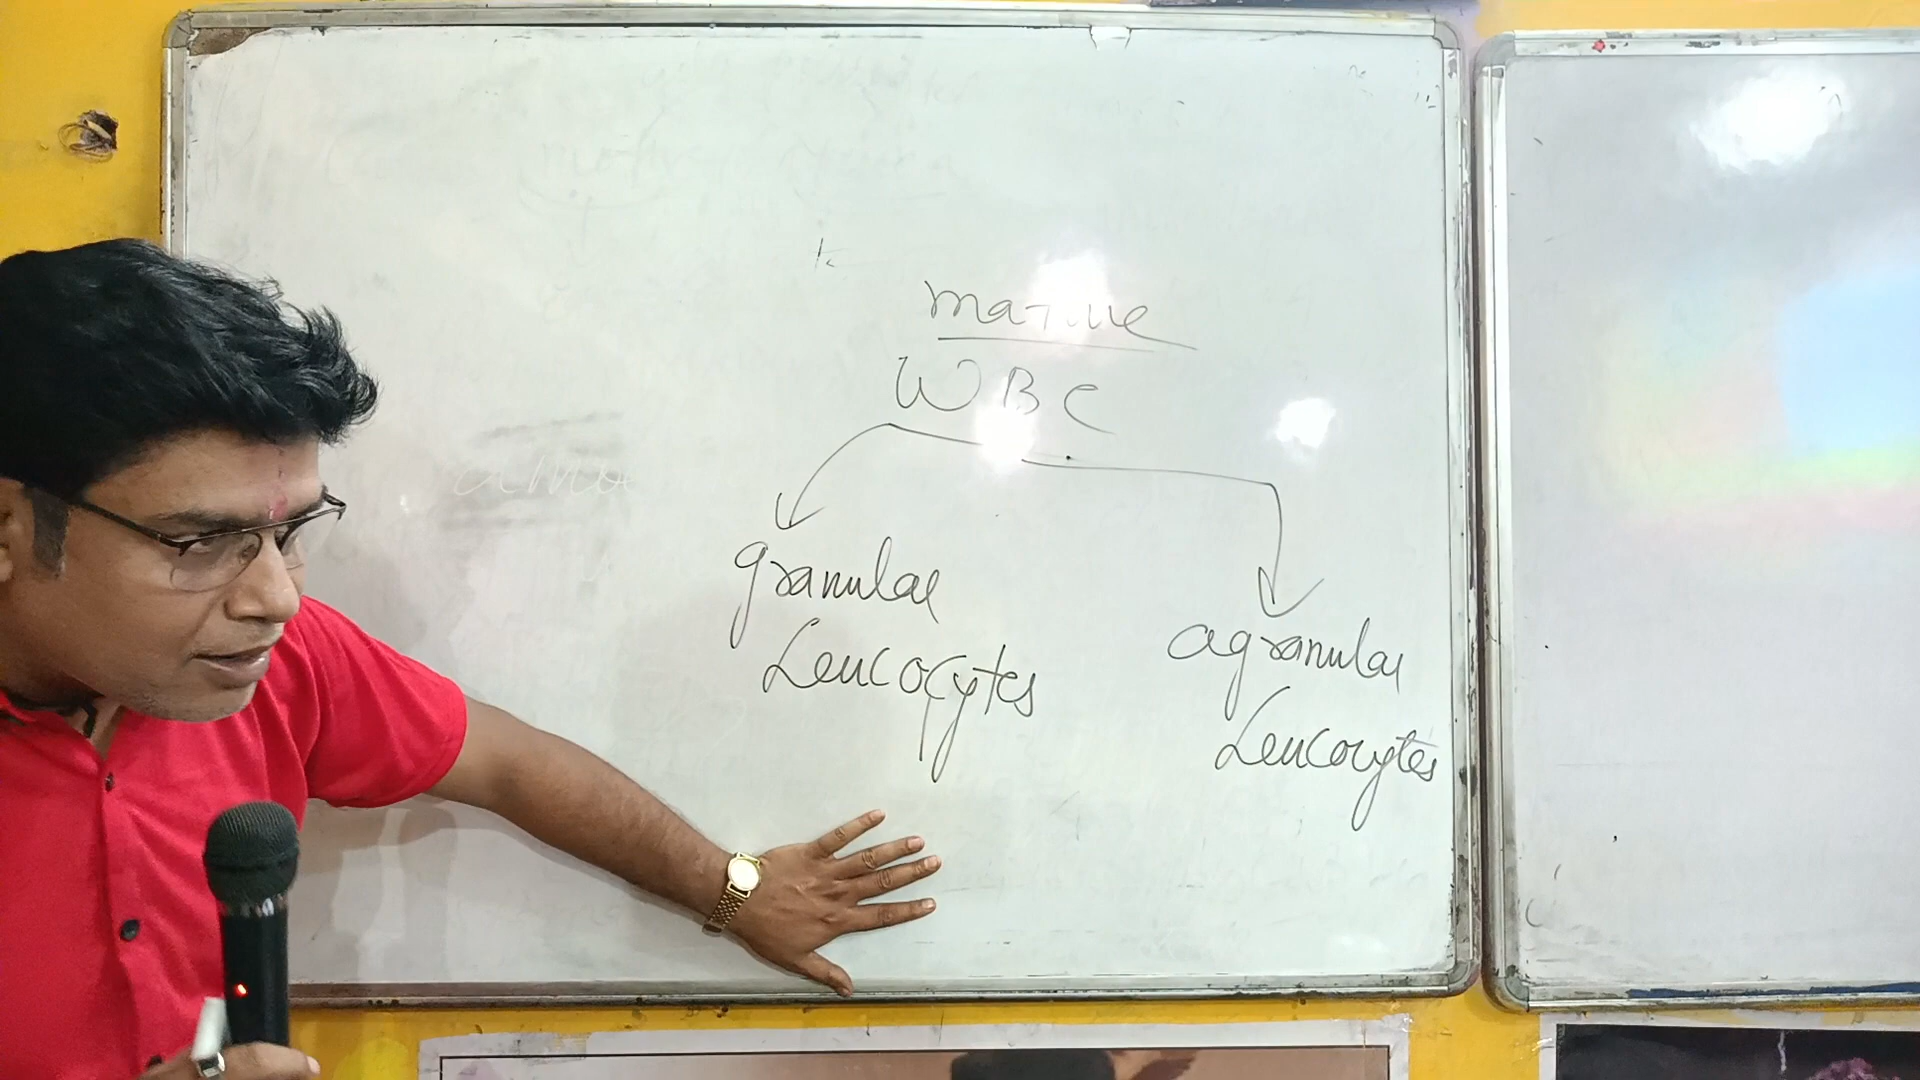 mature
WBC
granular
Leucocytes
agranular
Leucocytes